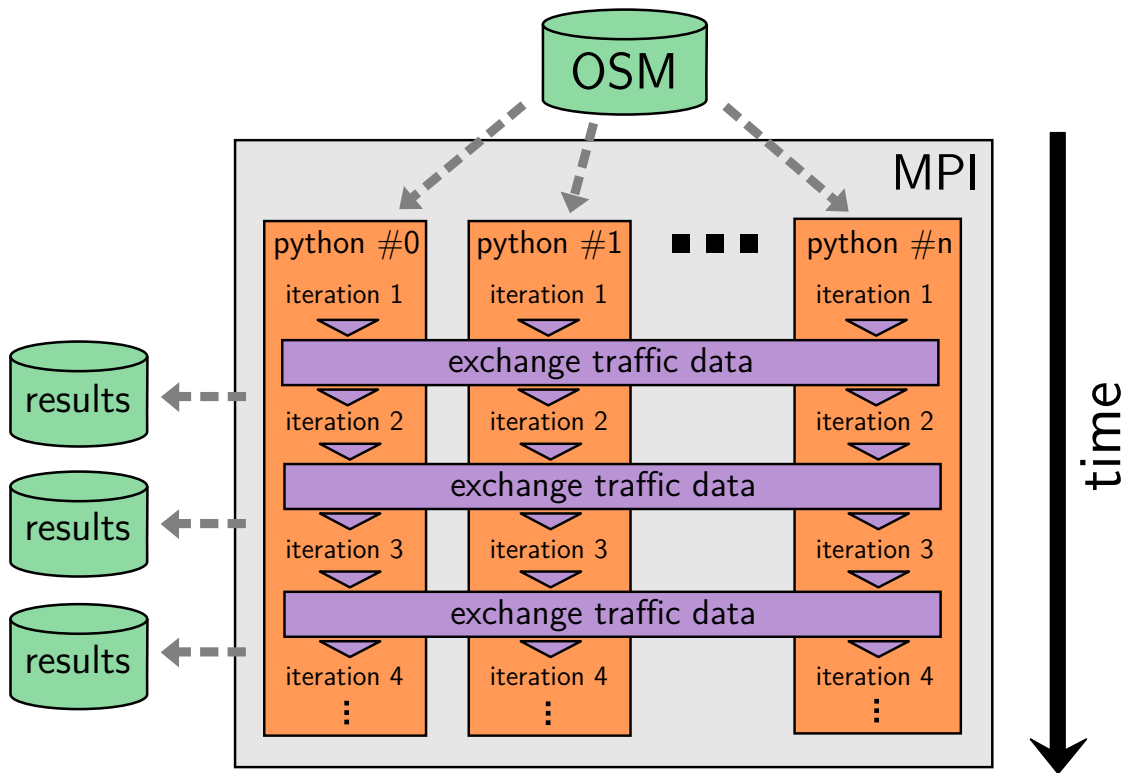 OSM
MPI
python #0
python #1
python #n
iteration 1
iteration 1
iteration 1
exchange traffic data
results
iteration 2
iteration 2
iteration 2
time
exchange traffic data
results
iteration 3
iteration 3
iteration 3
exchange traffic data
results
iteration 4
iteration 4
iteration 4